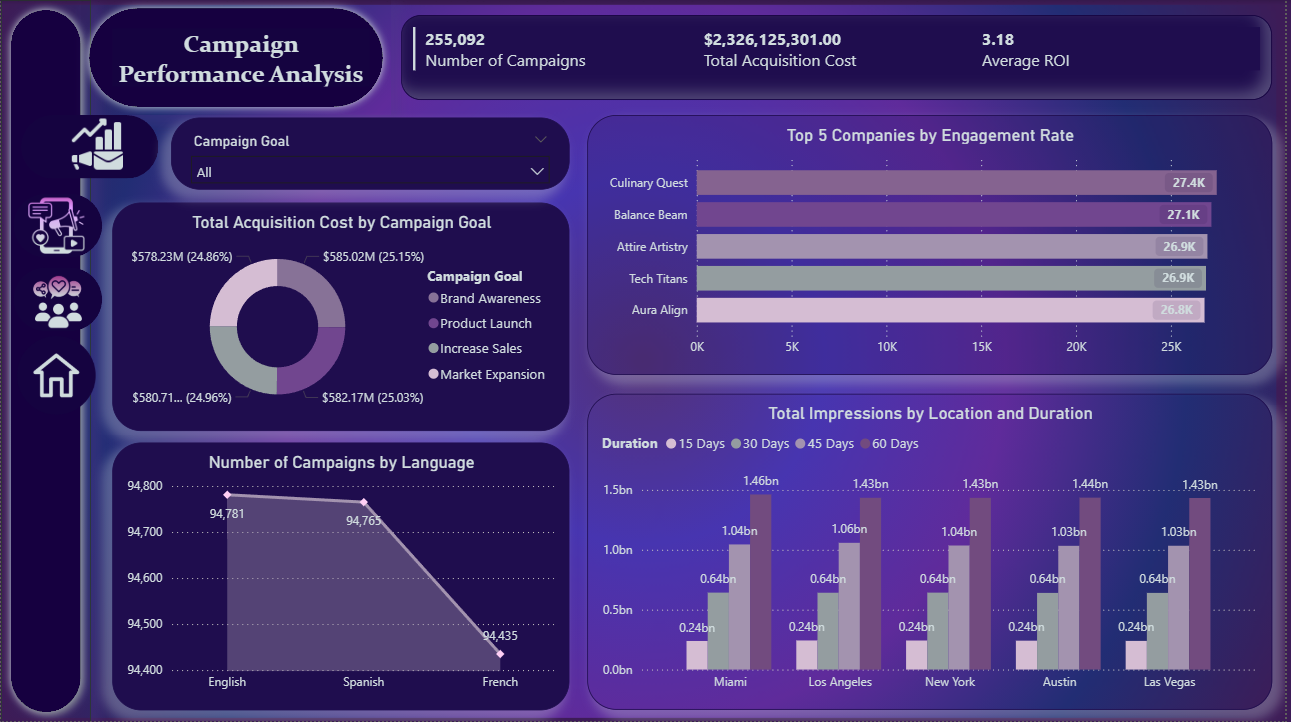 Campaign
Performance Analysis
255,092
Number of Campaigns
$2,326,125,301.00
Total Acquisition Cost
3.18
Average ROI
Campaign Goal
All
Total Acquisition Cost by Campaign Goal
$578.23M (24.86%)
$585.02M (25.15%)
$580.71... (24.96%)
$582.17M (25.03%)
Campaign Goal
Brand Awareness
Product Launch
Increase Sales
Market Expansion
Number of Campaigns by Language
94,800
94,700
94,600
94,500
94,400
94,781
94,765
94,435
English
Spanish
French
Top 5 Companies by Engagement Rate
Culinary Quest
27.4K
Balance Beam
27.1K
Attire Artistry
26.9K
Tech Titans
26.9K
Aura Align
26.8K
0K
5K
10K
15K
20K
25K
Total Impressions by Location and Duration
Duration
15 Days
30 Days
45 Days
60 Days
1.5bn
1.0bn
0.5bn
0.0bn
0.24bn
0.64bn
1.04bn
1.46bn
0.24bn
0.64bn
1.06bn
1.43bn
0.24bn
0.64bn
1.04bn
1.43bn
0.24bn
0.64bn
1.03bn
1.44bn
0.24bn
0.64bn
1.03bn
1.43bn
Miami
Los Angeles
New York
Austin
Las Vegas